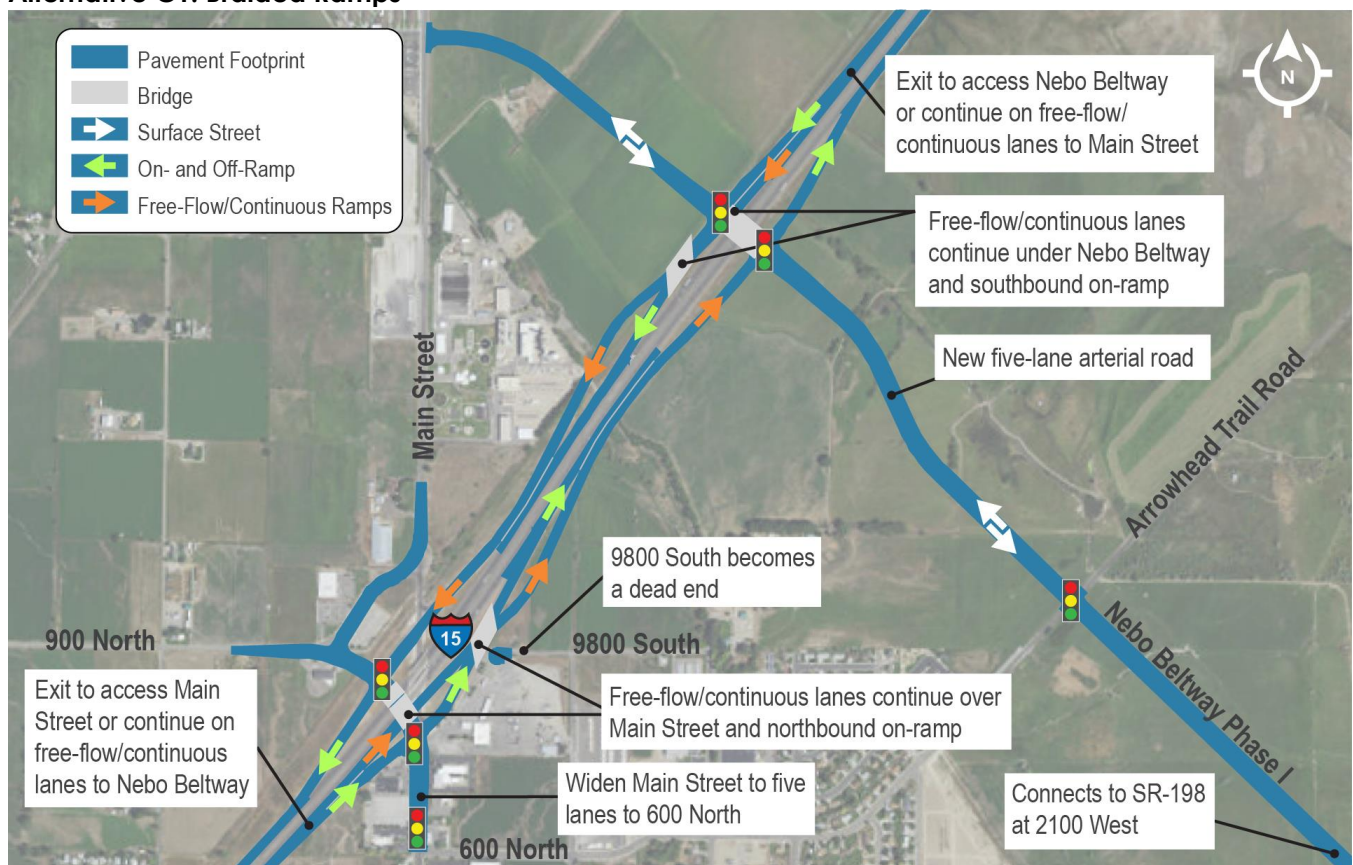 Pavement Footprint
Bridge
Surface Street
On- and Off-Ramp
Free-Flow/Continuous Ramps
N
Exit to access Nebo Beltway
or continue on free-flow/
continuous lanes to Main Street
Free-flow/continuous lanes
continue under Nebo Beltway
and southbound on-ramp
New five-lane arterial road
Main Street
Arrowhead Trail Road
9800 South becomes
a dead end
15
900 North
9800 South
Nebo Beltway Phase I
Exit to access Main
Street or continue on
free-flow/continuous
lanes to Nebo Beltway
Free-flow/continuous lanes continue over
Main Street and northbound on-ramp
Widen Main Street to five
lanes to 600 North
Connects to SR-198
at 2100 West
600 North